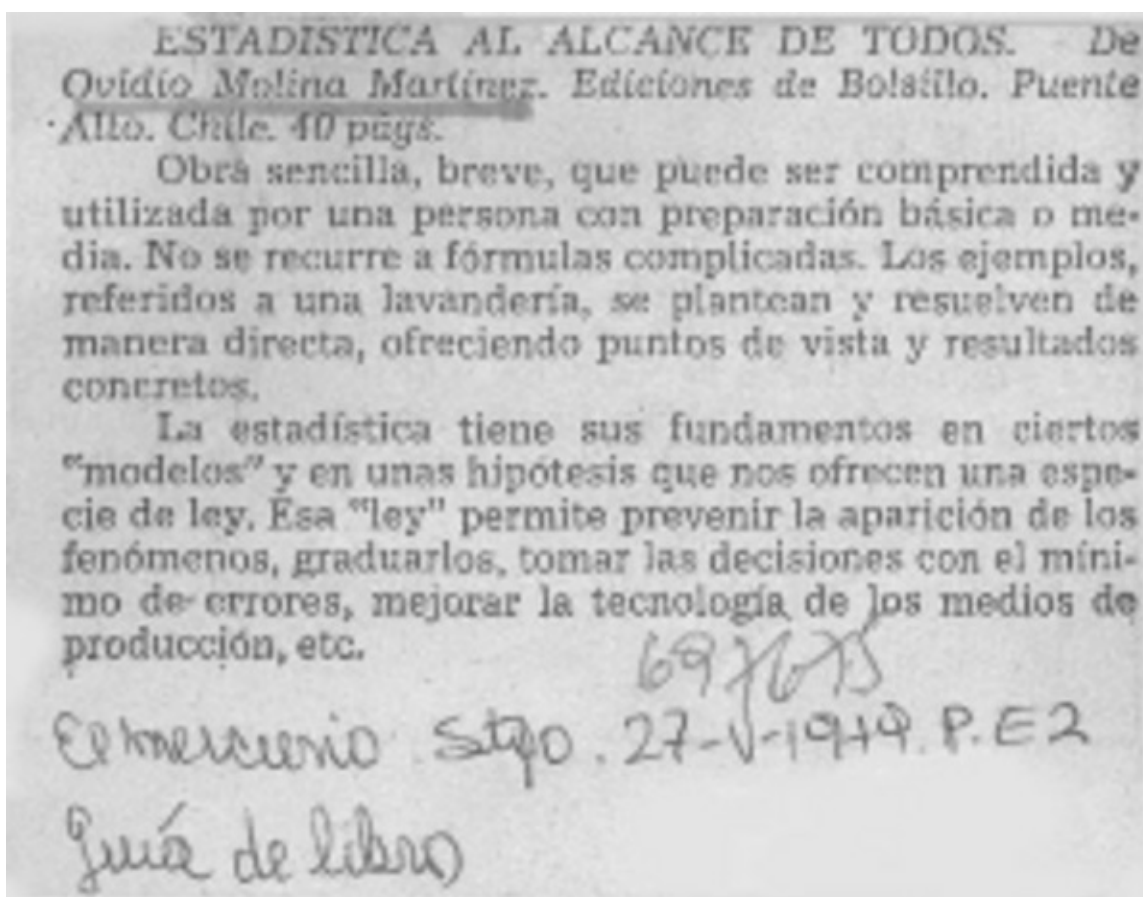 ESTADISTICA AL ALCANCE DE TODOS. De
Ovidio Molina Martínez. Ediciones de Bolsillo. Puente
Alto. Chile. 40 págs.
Obra sencilla, breve, que puede ser comprendida y
utilizada por una persona con preparación básica o me-
dia. No se recurre a fórmulas complicadas. Los ejemplos,
referidos a una lavandería, se plantean y resuelven de
manera directa, ofreciendo puntos de vista y resultados
concretos.
La estadística tiene sus fundamentos en ciertos
"modelos" y en unas hipótesis que nos ofrecen una espe-
cie de ley. Esa "ley" permite prevenir la aparición de los
fenómenos, graduarlos, tomar las decisiones con el míni-
mo de errores, mejorar la tecnología de los medios de
producción, etc.
El mercurio. Stgo. 27-V-1979. P. E2
Guía de libro